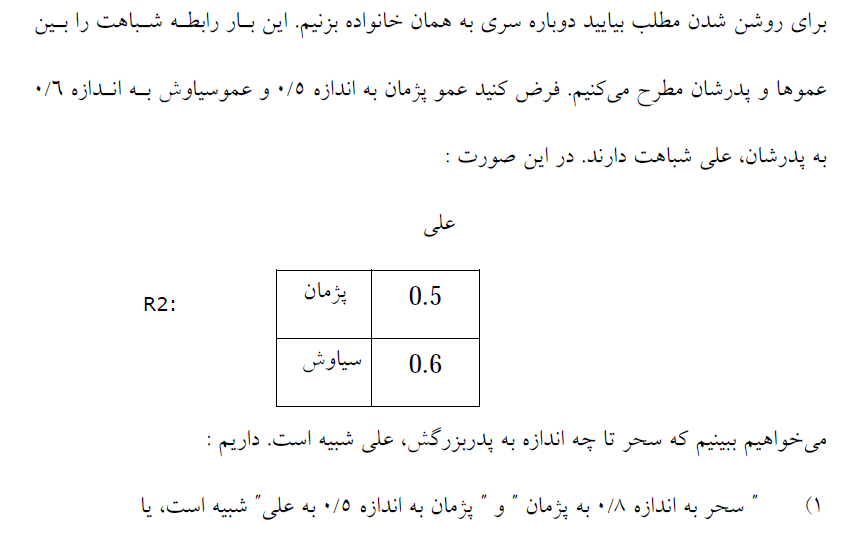 برای روشن شدن مطلب بیایید دوباره سری به همان خانواده بزنیم. این بار رابطه شباهت را بین
عموها و پدرشان مطرح می‌کنیم. فرض کنید عمو پژمان به اندازه ۰/۵ و عموسیاوش به اندازه ۰/۶
به پدرشان، علی شباهت دارند. در این صورت :
علی
R2:
پژمان 0.5
سیاوش 0.6
می‌خواهیم ببینیم که سحر تا چه اندازه به پدربزرگش، علی شبیه است. داریم :
۱) " سحر به اندازه ۰/۸ به پژمان " و " پژمان به اندازه ۰/۵ به علی" شبیه است، یا